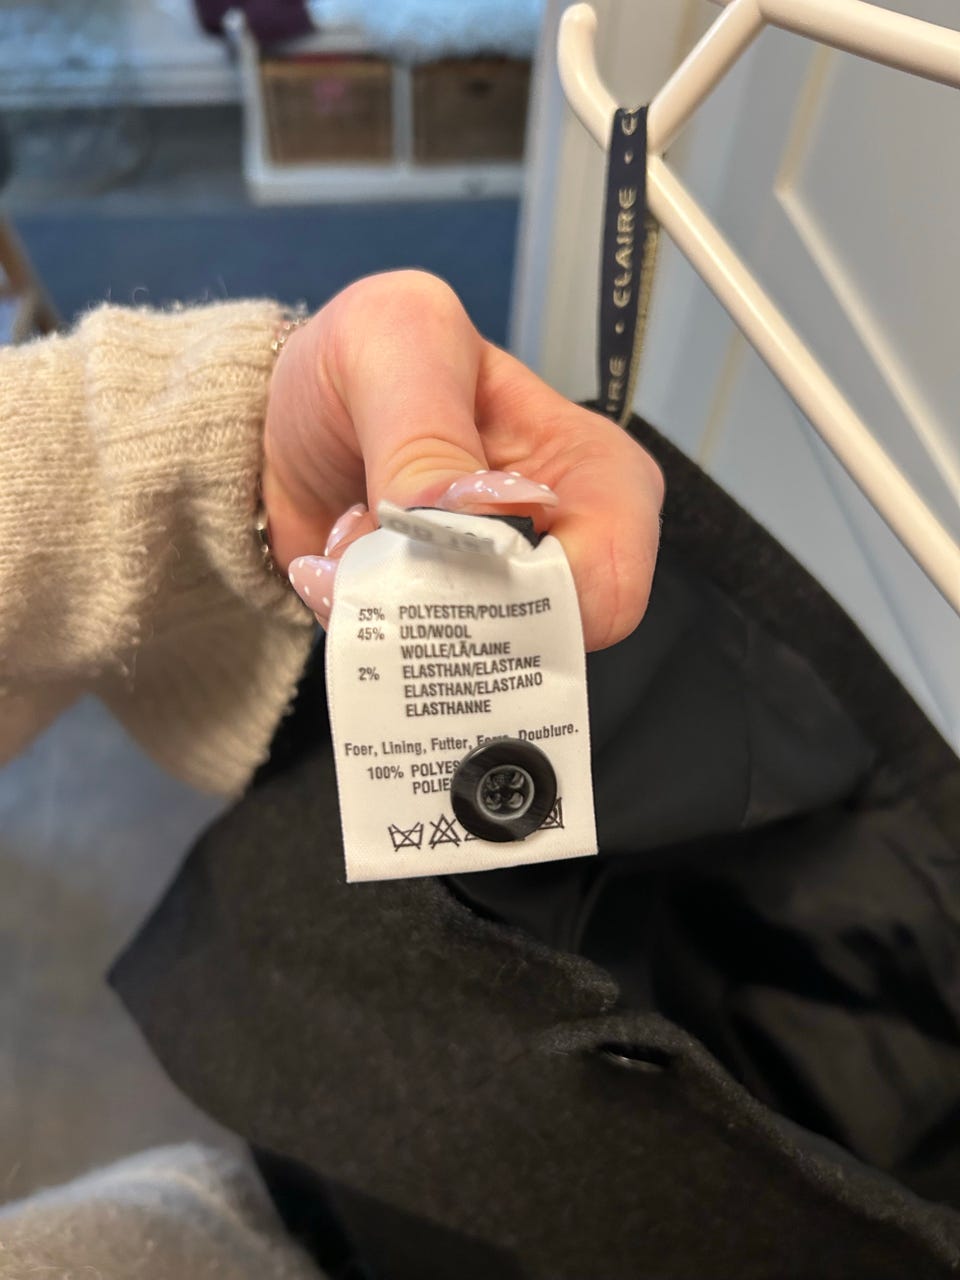 CLAIRE
53% POLYESTER/POLIESTER
45% ULD/WOOL
WOLLE/LÃ/LAINE
2% ELASTHAN/ELASTANE
ELASTHAN/ELASTANO
ELASTHANNE
Foer, Lining, Futter, Doublure.
100% POLYES
POLIE